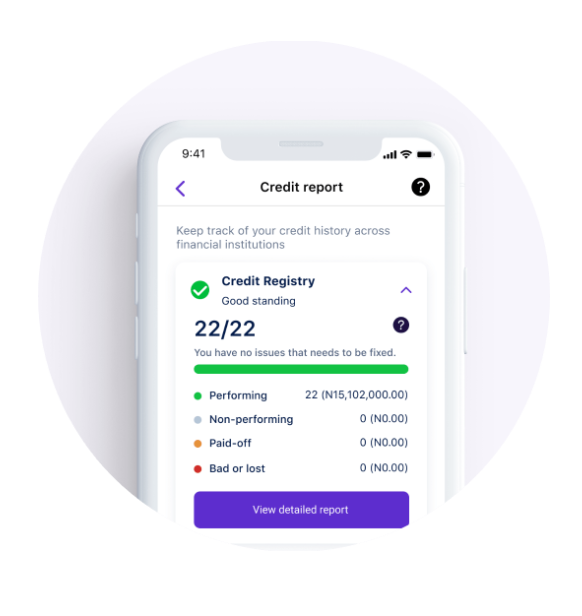 9:41
Credit report
?
Keep track of your credit history across
financial institutions
Credit Registry
Good standing
22/22
?
You have no issues that needs to be fixed.
Performing 22 (N15,102,000.00)
Non-performing 0 (N0.00)
Paid-off 0 (N0.00)
Bad or lost 0 (N0.00)
View detailed report